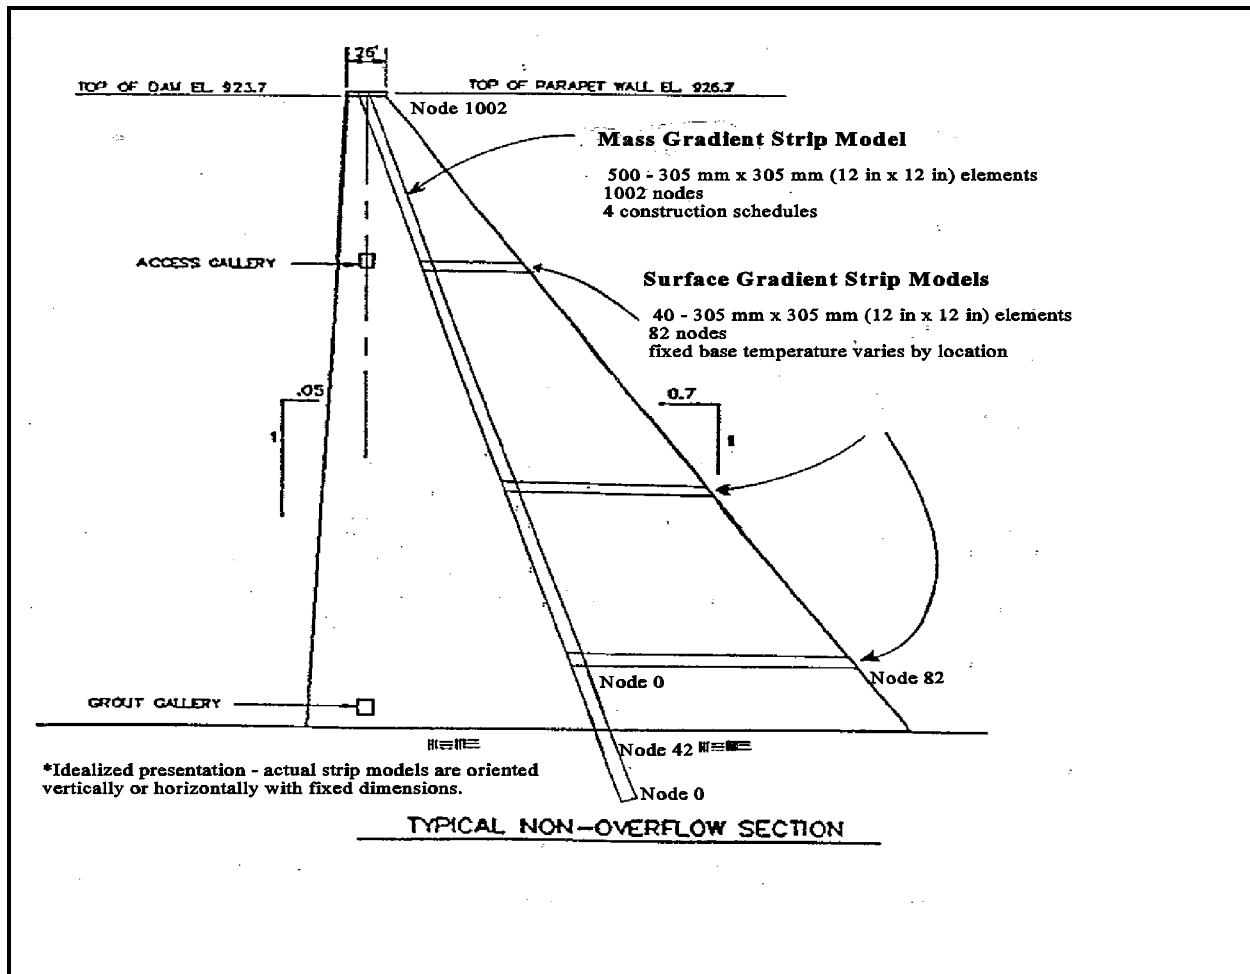 26'
TOP OF DAM EL. 923.7
TOP OF PARAPET WALL EL. 926.7
Node 1002
Mass Gradient Strip Model
500 - 305 mm x 305 mm (12 in x 12 in) elements
1002 nodes
4 construction schedules
ACCESS GALLERY
Surface Gradient Strip Models
40 - 305 mm x 305 mm (12 in x 12 in) elements
82 nodes
fixed base temperature varies by location
.05
1
0.7
1
Node 0
Node 82
GROUT GALLERY
Node 42
*Idealized presentation - actual strip models are oriented
vertically or horizontally with fixed dimensions.
Node 0
TYPICAL NON-OVERFLOW SECTION